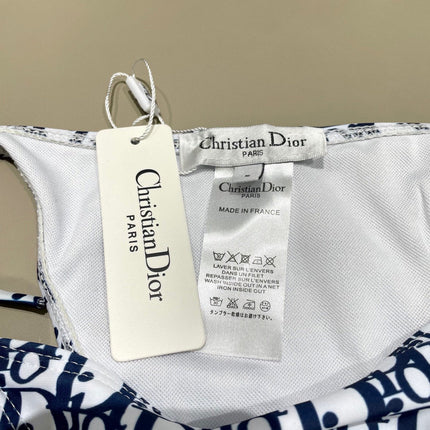 Christian Dior
PARIS
Christian Dior
PARIS
Christian Dior
MADE IN FRANCE
LAVER SUR L'ENVERS
DANS UN FILET
REPASSER SUR L'ENVERS
WASH INSIDE OUT IN A NET
IRON INSIDE OUT
タンブラー乾燥はお避け下さい